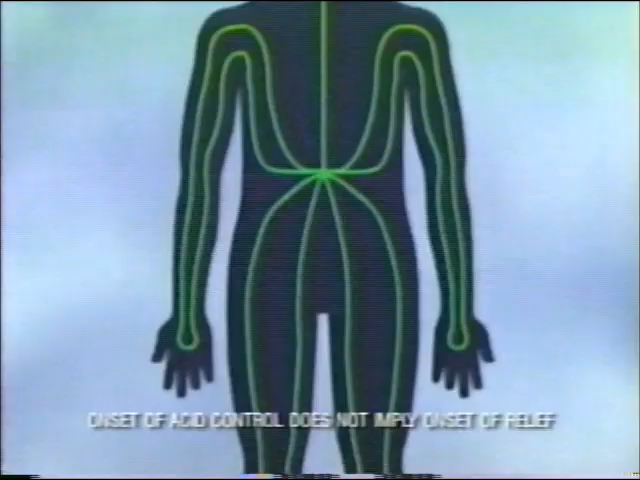 ONSET OF ACID CONTROL DOES NOT IMPLY ONSET OF RELIEF